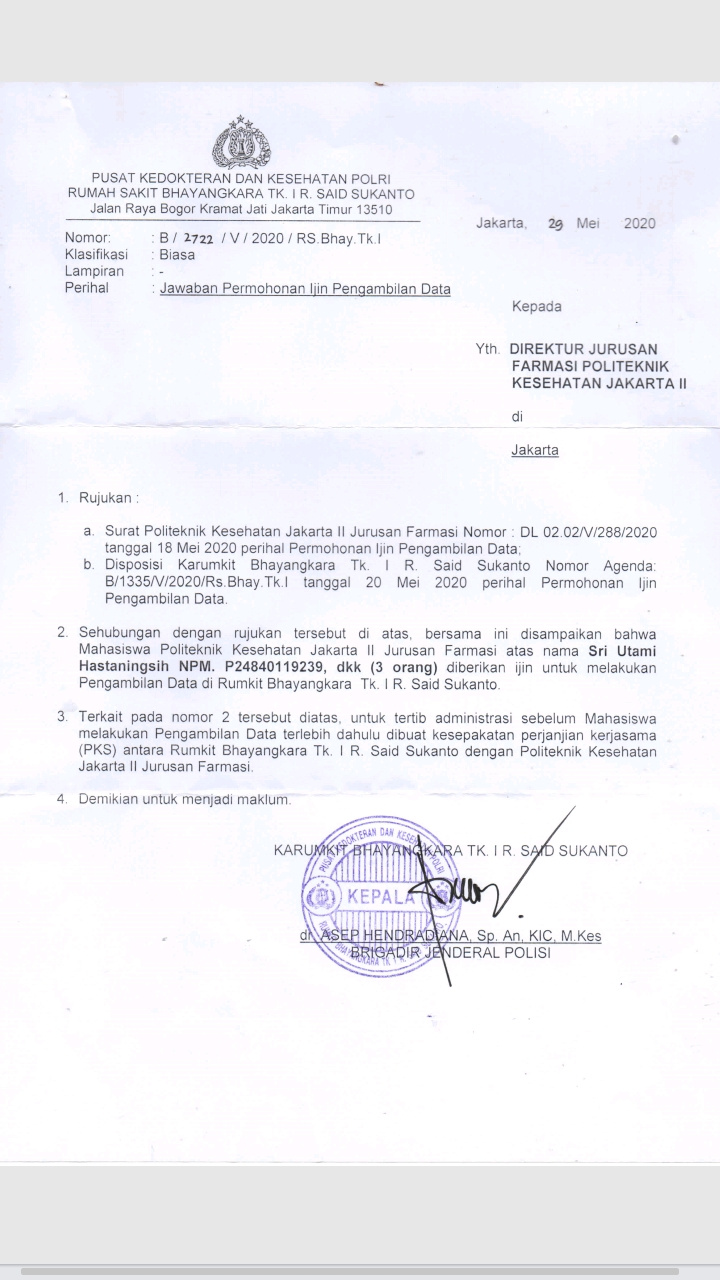 PUSAT KEDOKTERAN DAN KESEHATAN POLRI
RUMAH SAKIT BHAYANGKARA TK. I R. SAID SUKANTO
Jalan Raya Bogor Kramat Jati Jakarta Timur 13510
Jakarta, 29 Mei 2020
Nomor: : B / 2722 / V / 2020 / RS.Bhay.Tk.I
Klasifikasi : Biasa
Lampiran : -
Perihal : Jawaban Permohonan Ijin Pengambilan Data
Kepada
Yth. DIREKTUR JURUSAN
FARMASI POLITEKNIK
KESEHATAN JAKARTA II
di
Jakarta
1. Rujukan :
a. Surat Politeknik Kesehatan Jakarta II Jurusan Farmasi Nomor : DL 02.02/V/288/2020
tanggal 18 Mei 2020 perihal Permohonan Ijin Pengambilan Data;
b. Disposisi Karumkit Bhayangkara Tk. I R. Said Sukanto Nomor Agenda:
B/1335/V/2020/Rs.Bhay.Tk.I tanggal 20 Mei 2020 perihal Permohonan Ijin
Pengambilan Data.
2. Sehubungan dengan rujukan tersebut di atas, bersama ini disampaikan bahwa
Mahasiswa Politeknik Kesehatan Jakarta II Jurusan Farmasi atas nama Sri Utami
Hastaningsih NPM. P24840119239, dkk (3 orang) diberikan ijin untuk melakukan
Pengambilan Data di Rumkit Bhayangkara Tk. I R. Said Sukanto.
3. Terkait pada nomor 2 tersebut diatas, untuk tertib administrasi sebelum Mahasiswa
melakukan Pengambilan Data terlebih dahulu dibuat kesepakatan perjanjian kerjasama
(PKS) antara Rumkit Bhayangkara Tk. I R. Said Sukanto dengan Politeknik Kesehatan
Jakarta II Jurusan Farmasi.
4. Demikian untuk menjadi maklum.
KARUMKIT BHAYANGKARA TK. I R. SAID SUKANTO
PUSAT KEDOKTERAN DAN KESEHATAN POLRI
KEPALA
dr. ASEP HENDRADIANA, Sp. An, KIC, M.Kes
BRIGADIR JENDERAL POLISI